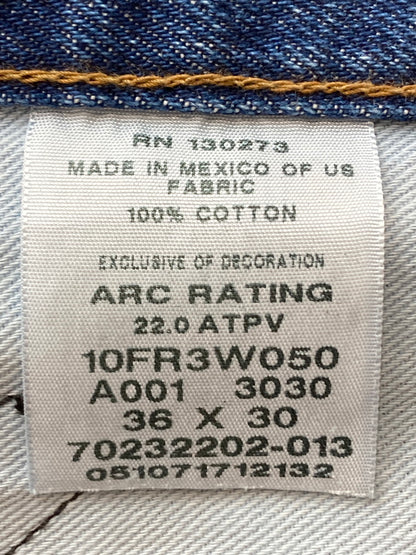 RN 130273
MADE IN MEXICO OF US
FABRIC
100% COTTON
EXCLUSIVE OF DECORATION
ARC RATING
22.0 ATPV
10FR3W050
A001 3030
36 X 30
70232202-013
051071712132